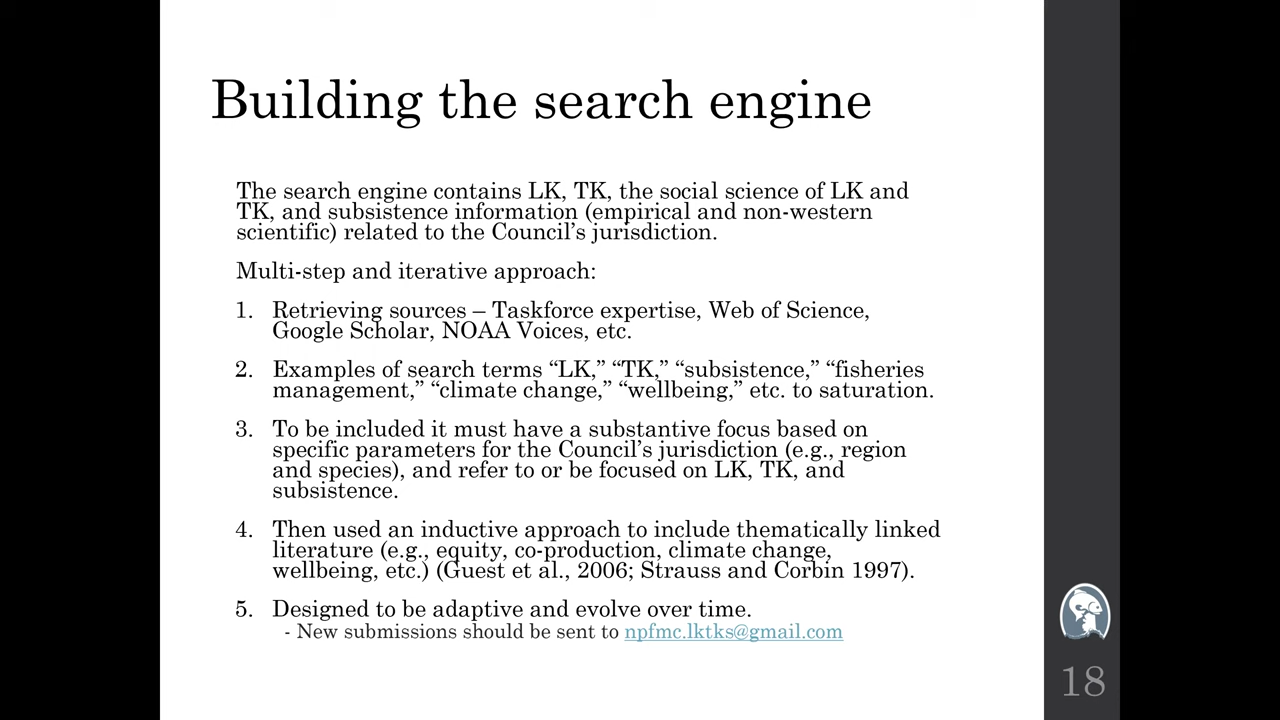 Building the search engine
The search engine contains LK, TK, the social science of LK and
TK, and subsistence information (empirical and non-western
scientific) related to the Council’s jurisdiction.
Multi-step and iterative approach:
1. Retrieving sources – Taskforce expertise, Web of Science,
Google Scholar, NOAA Voices, etc.
2. Examples of search terms “LK,” “TK,” “subsistence,” “fisheries
management,” “climate change,” “wellbeing,” etc. to saturation.
3. To be included it must have a substantive focus based on
specific parameters for the Council’s jurisdiction (e.g., region
and species), and refer to or be focused on LK, TK, and
subsistence.
4. Then used an inductive approach to include thematically linked
literature (e.g., equity, co-production, climate change,
wellbeing, etc.) (Guest et al., 2006; Strauss and Corbin 1997).
5. Designed to be adaptive and evolve over time.
- New submissions should be sent to npfmc.lktks@gmail.com
18